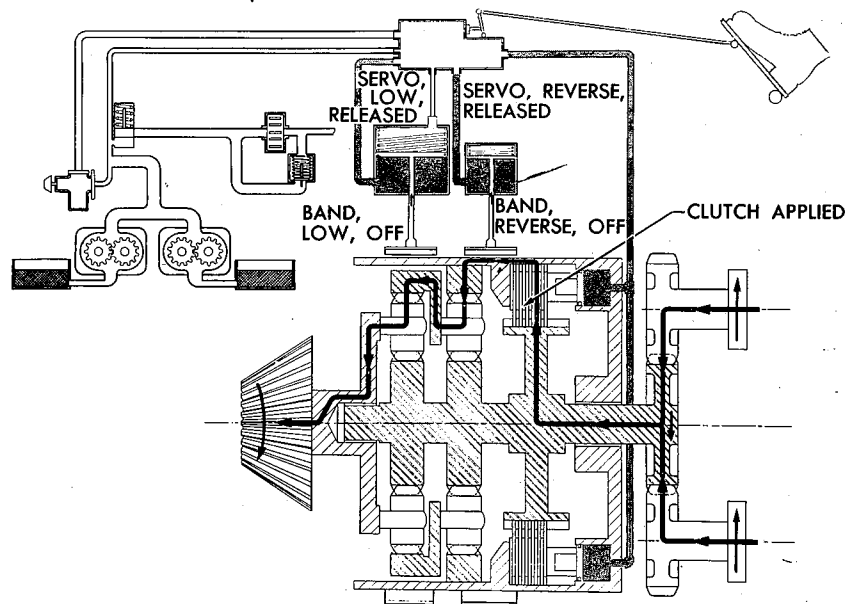 SERVO,
LOW,
RELEASED
SERVO, REVERSE,
RELEASED
BAND,
LOW, OFF
BAND,
REVERSE, OFF
CLUTCH APPLIED